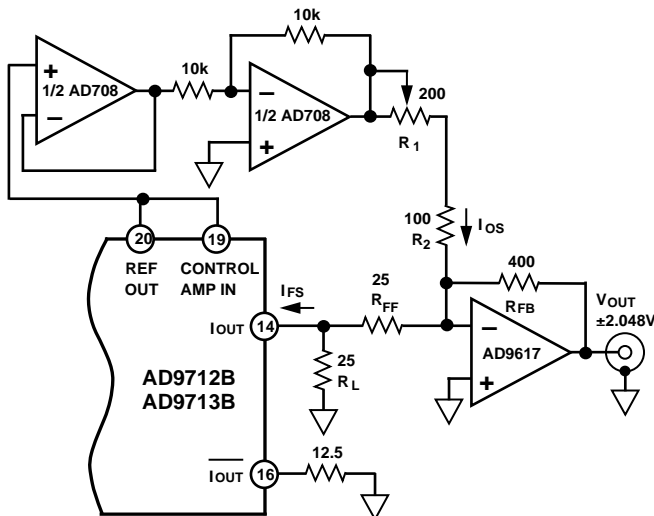 10k
+
1/2 AD708
−
10k
−
1/2 AD708
+
200
R1
100
R2
IOS
20
19
REF
OUT
CONTROL
AMP IN
IFS
25
RFF
400
RFB
VOUT
±2.048V
−
AD9617
+
IOUT
14
25
RL
AD9712B
AD9713B
IOUT
16
12.5